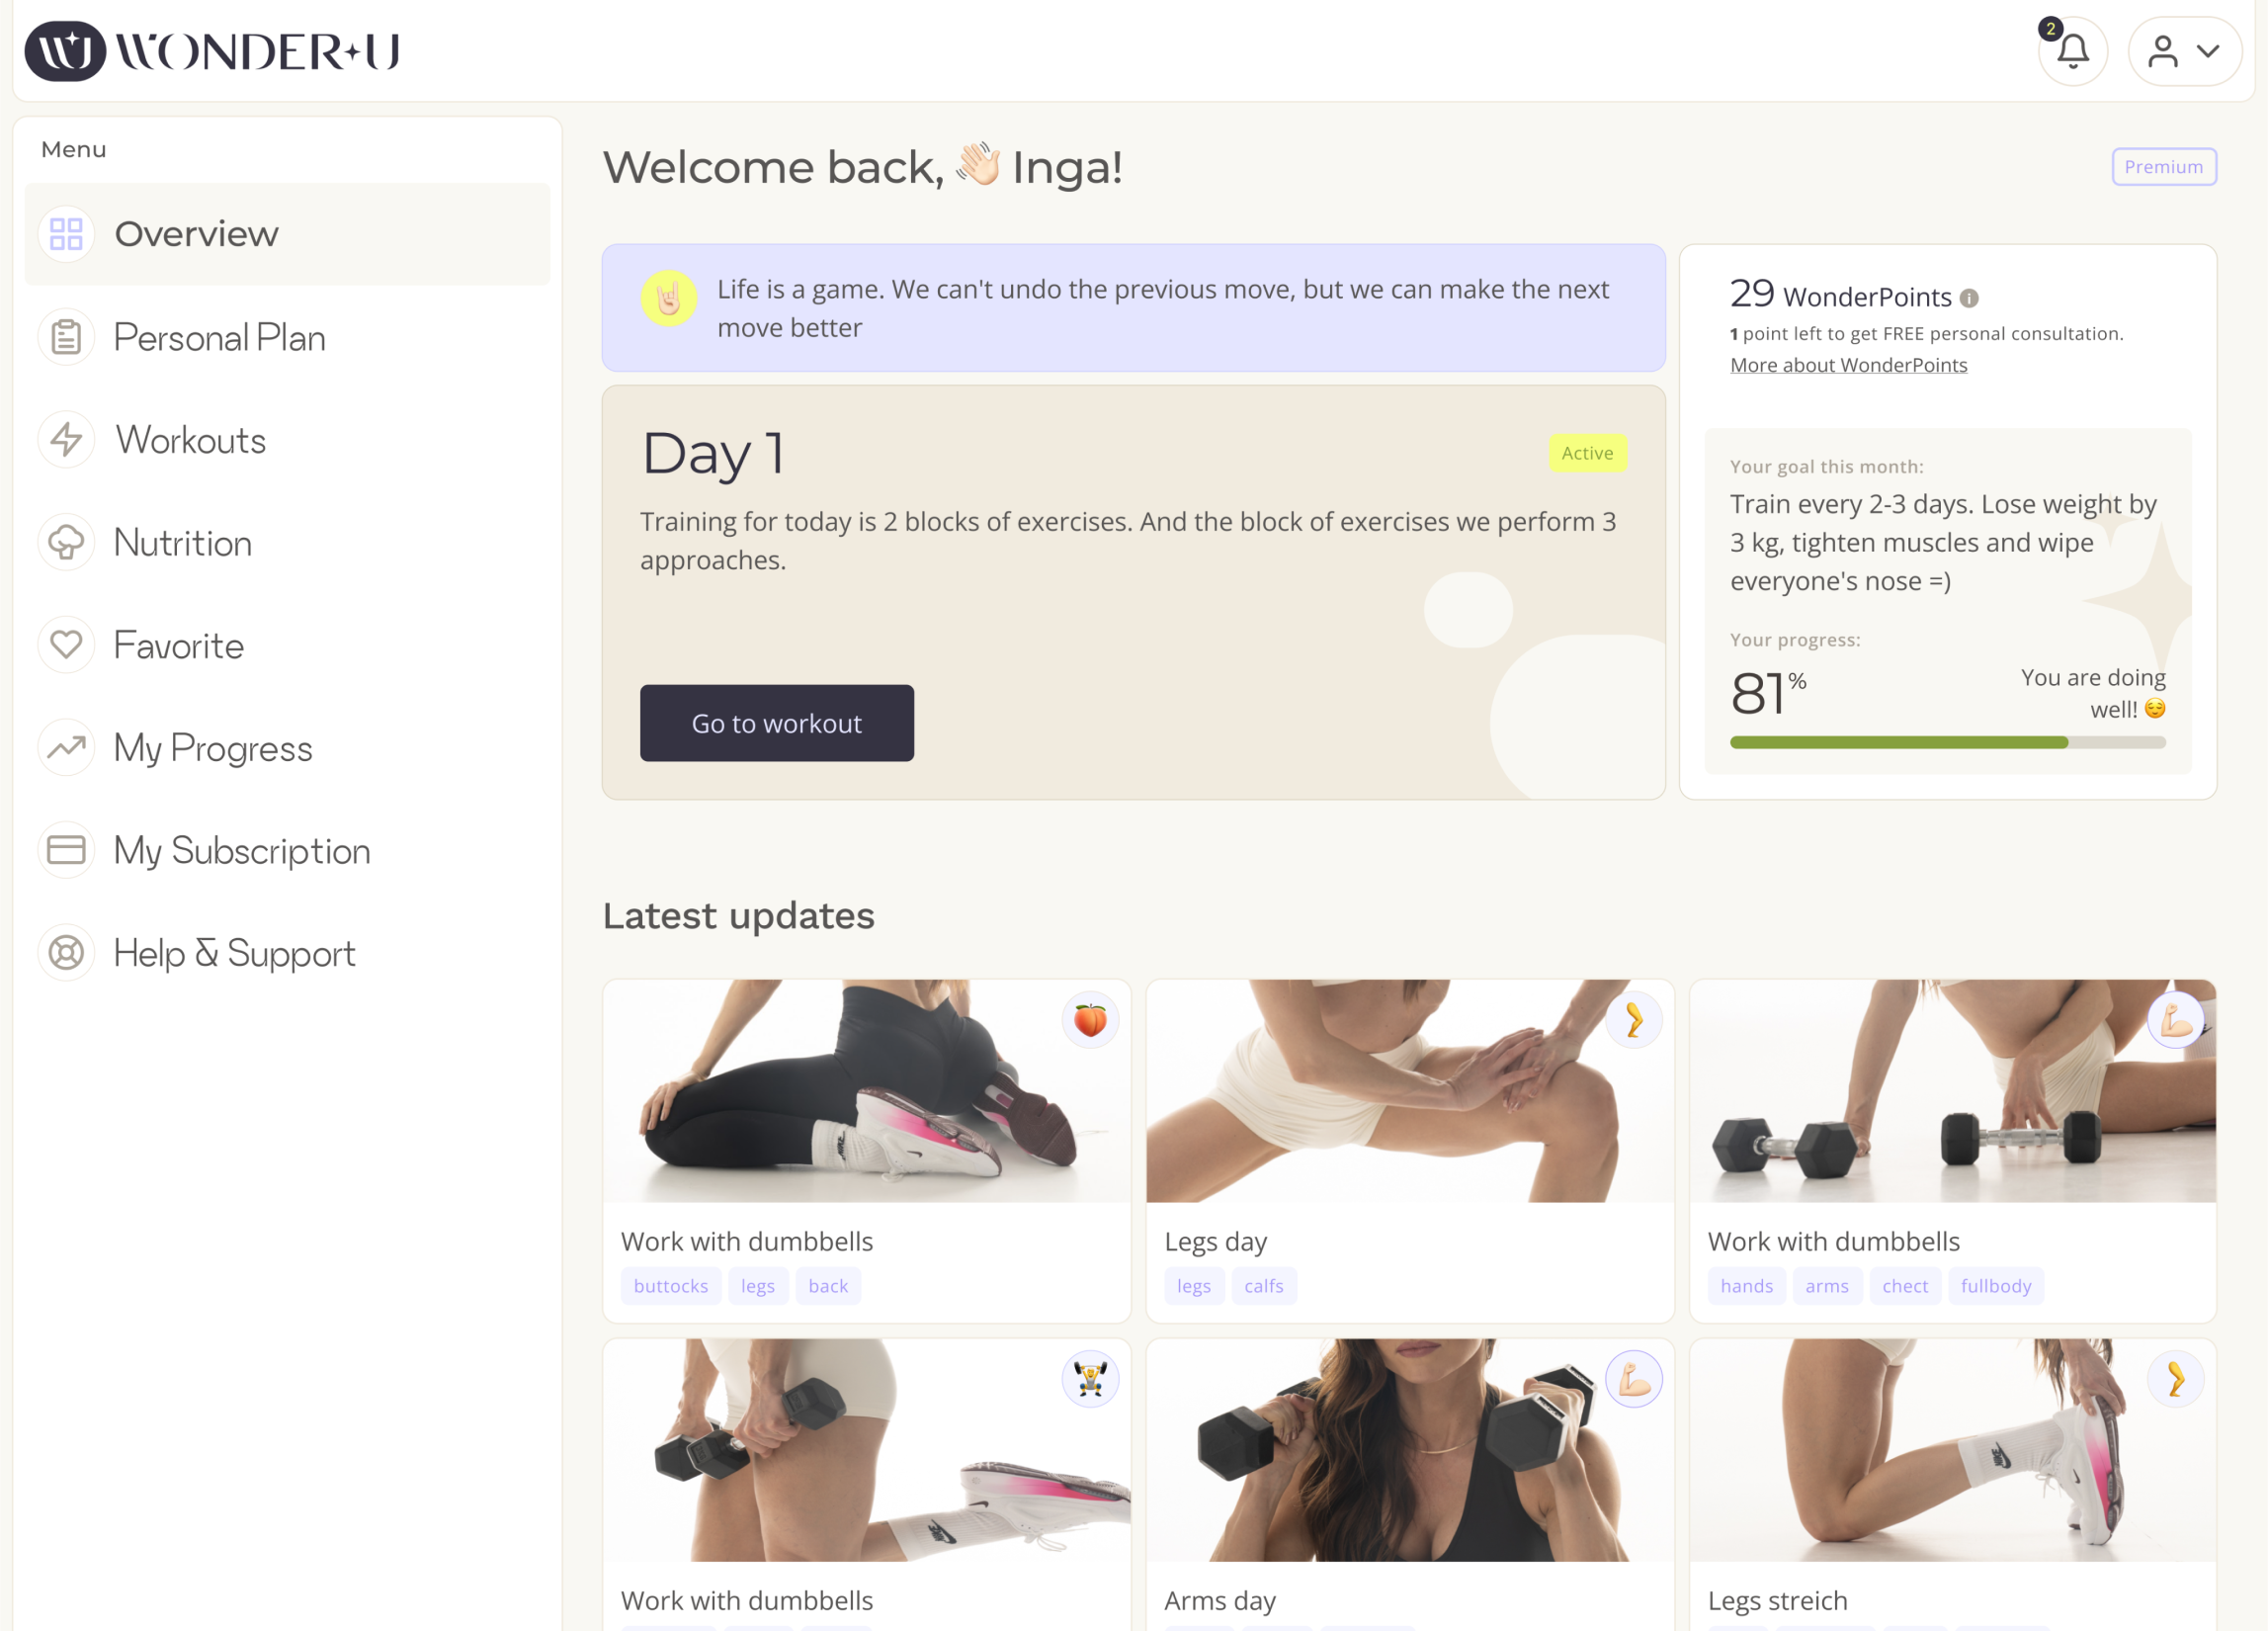 WONDER+U
2
Menu
Overview
Personal Plan
Workouts
Nutrition
Favorite
My Progress
My Subscription
Help & Support
Welcome back, 👋🏻 Inga!
Premium
Life is a game. We can't undo the previous move, but we can make the next
move better
Day 1
Active
Training for today is 2 blocks of exercises. And the block of exercises we perform 3
approaches.
Go to workout
29 WonderPoints
1 point left to get FREE personal consultation.
More about WonderPoints
Your goal this month:
Train every 2-3 days. Lose weight by
3 kg, tighten muscles and wipe
everyone's nose =)
Your progress:
81%
You are doing
well! 😌
Latest updates
Work with dumbbells
buttocks legs back
Legs day
legs calfs
Work with dumbbells
hands arms chect fullbody
NIKE
Work with dumbbells
Arms day
NIKE
Legs streich